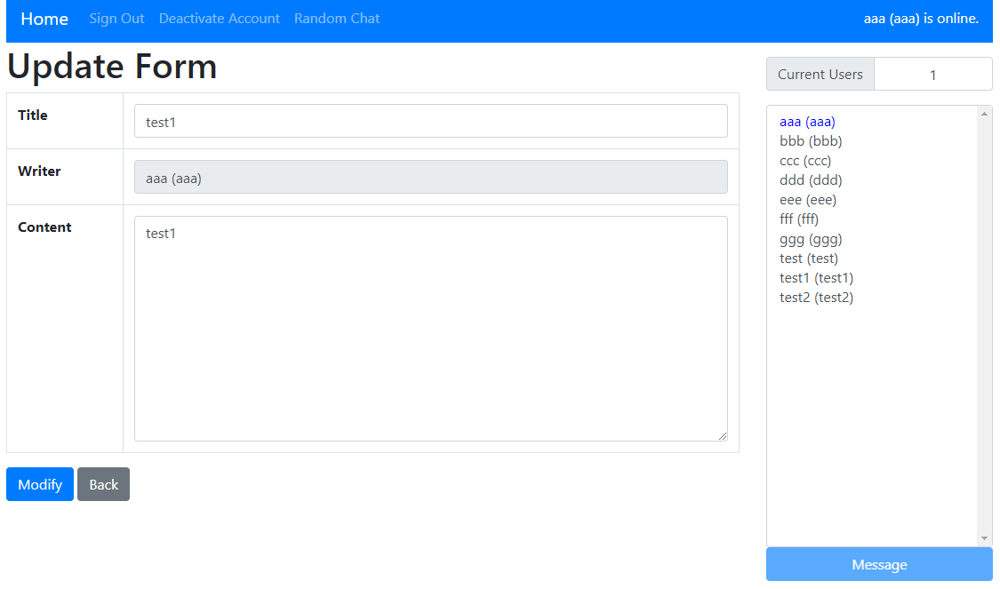 Home Sign Out Deactivate Account Random Chat aaa (aaa) is online.
Update Form
Title test1
Writer aaa (aaa)
Content test1
Modify Back
Current Users 1
aaa (aaa)
bbb (bbb)
ccc (ccc)
ddd (ddd)
eee (eee)
fff (fff)
ggg (ggg)
test (test)
test1 (test1)
test2 (test2)
Message